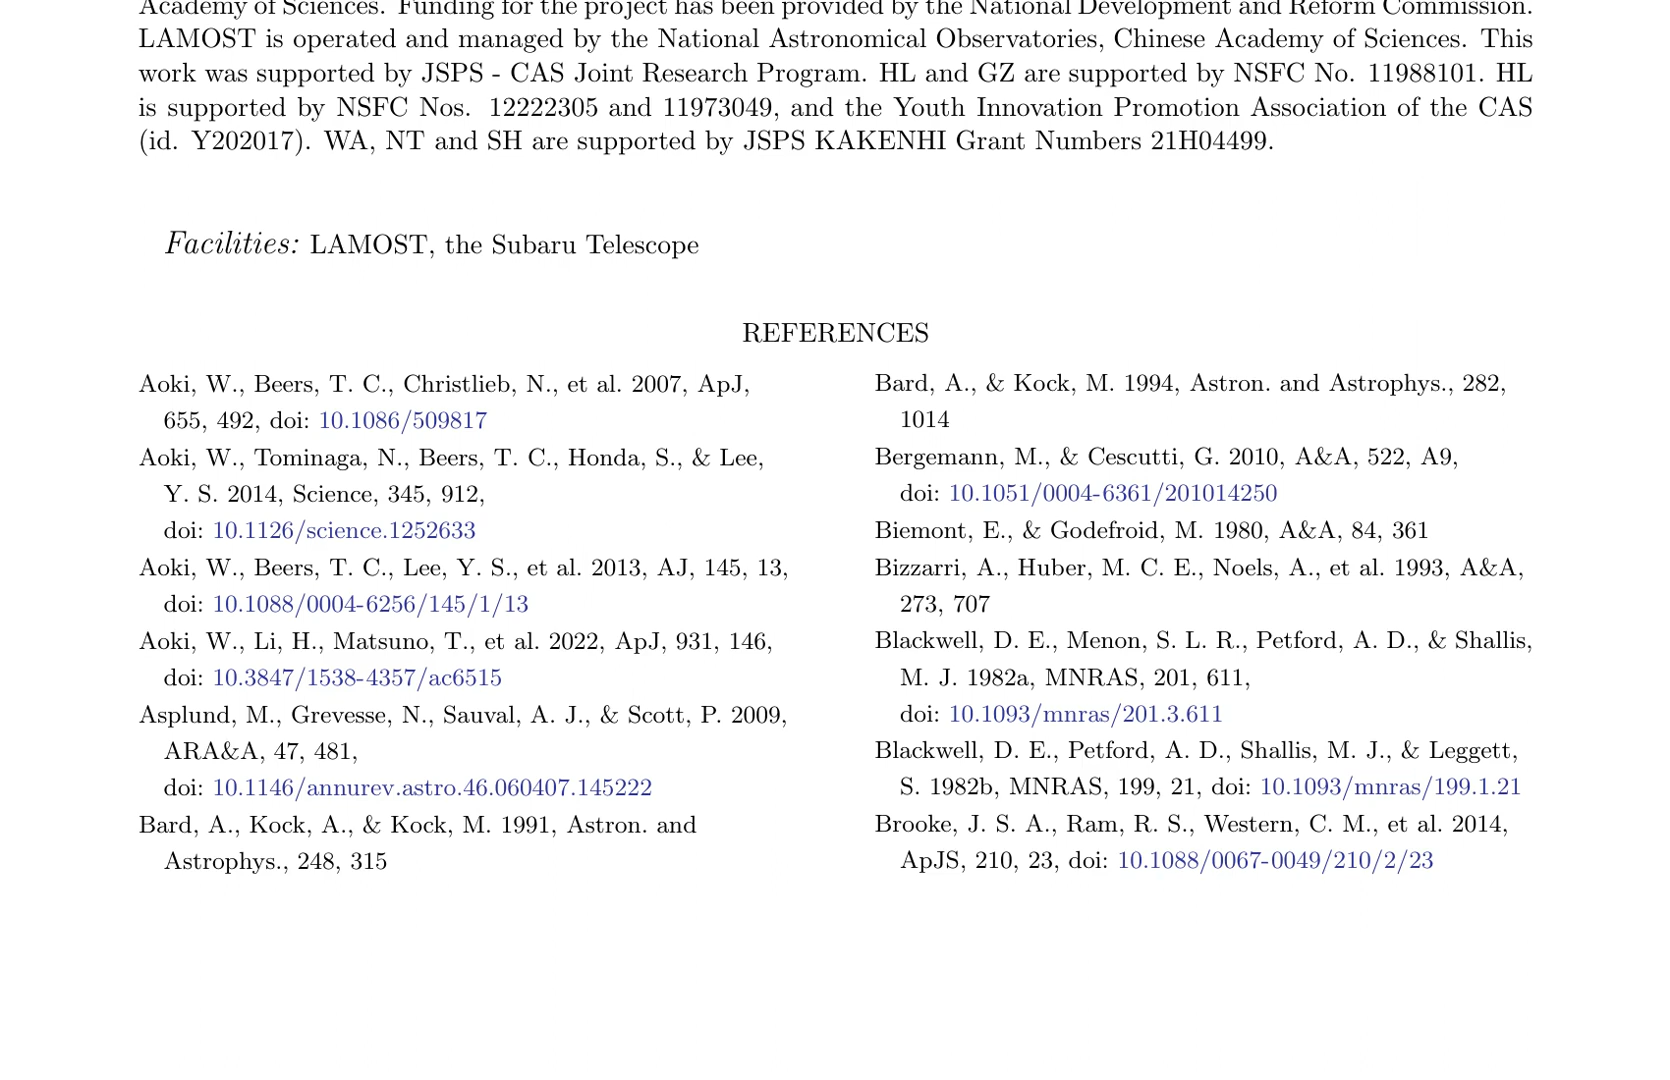 Academy of Sciences. Funding for the project has been provided by the National Development and Reform Commission.
LAMOST is operated and managed by the National Astronomical Observatories, Chinese Academy of Sciences. This
work was supported by JSPS - CAS Joint Research Program. HL and GZ are supported by NSFC No. 11988101. HL
is supported by NSFC Nos. 12222305 and 11973049, and the Youth Innovation Promotion Association of the CAS
(id. Y202017). WA, NT and SH are supported by JSPS KAKENHI Grant Numbers 21H04499.
Facilities: LAMOST, the Subaru Telescope
REFERENCES
Aoki, W., Beers, T. C., Christlieb, N., et al. 2007, ApJ,
655, 492, doi: 10.1086/509817
Aoki, W., Tominaga, N., Beers, T. C., Honda, S., & Lee,
Y. S. 2014, Science, 345, 912,
doi: 10.1126/science.1252633
Aoki, W., Beers, T. C., Lee, Y. S., et al. 2013, AJ, 145, 13,
doi: 10.1088/0004-6256/145/1/13
Aoki, W., Li, H., Matsuno, T., et al. 2022, ApJ, 931, 146,
doi: 10.3847/1538-4357/ac6515
Asplund, M., Grevesse, N., Sauval, A. J., & Scott, P. 2009,
ARA&A, 47, 481,
doi: 10.1146/annurev.astro.46.060407.145222
Bard, A., Kock, A., & Kock, M. 1991, Astron. and
Astrophys., 248, 315
Bard, A., & Kock, M. 1994, Astron. and Astrophys., 282,
1014
Bergemann, M., & Cescutti, G. 2010, A&A, 522, A9,
doi: 10.1051/0004-6361/201014250
Biemont, E., & Godefroid, M. 1980, A&A, 84, 361
Bizzarri, A., Huber, M. C. E., Noels, A., et al. 1993, A&A,
273, 707
Blackwell, D. E., Menon, S. L. R., Petford, A. D., & Shallis,
M. J. 1982a, MNRAS, 201, 611,
doi: 10.1093/mnras/201.3.611
Blackwell, D. E., Petford, A. D., Shallis, M. J., & Leggett,
S. 1982b, MNRAS, 199, 21, doi: 10.1093/mnras/199.1.21
Brooke, J. S. A., Ram, R. S., Western, C. M., et al. 2014,
ApJS, 210, 23, doi: 10.1088/0067-0049/210/2/23